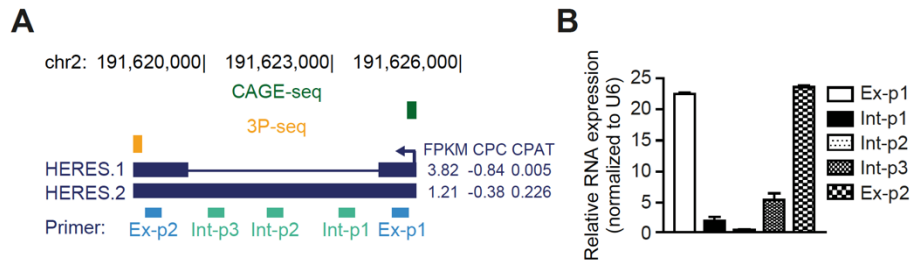 A
chr2: 191,620,000| 191,623,000| 191,626,000|
CAGE-seq
3P-seq
FPKM CPC CPAT
HERES.1 3.82 -0.84 0.005
HERES.2 1.21 -0.38 0.226
Primer: Ex-p2 Int-p3 Int-p2 Int-p1 Ex-p1
B
Relative RNA expression
(normalized to U6)
25
20
15
10
5
0
Ex-p1
Int-p1
Int-p2
Int-p3
Ex-p2